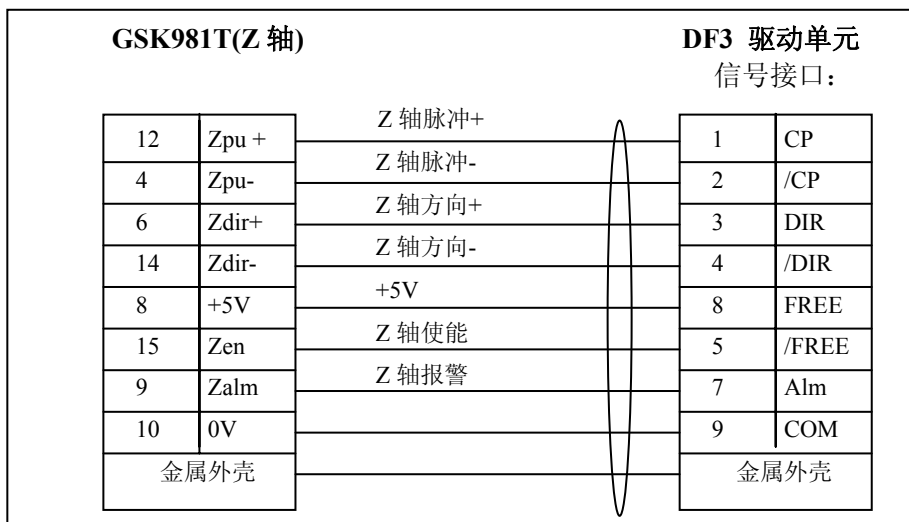 GSK981T(Z 轴) DF3 驱动单元
信号接口：
12 Zpu + Z 轴脉冲+ 1 CP
4 Zpu- Z 轴脉冲- 2 /CP
6 Zdir+ Z 轴方向+ 3 DIR
14 Zdir- Z 轴方向- 4 /DIR
8 +5V +5V 8 FREE
15 Zen Z 轴使能 5 /FREE
9 Zalm Z 轴报警 7 Alm
10 0V 9 COM
金属外壳 金属外壳